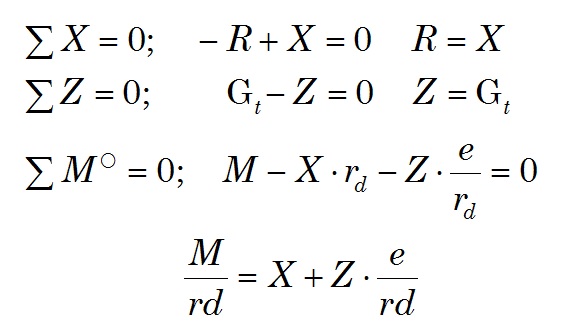 ∑ X = 0; − R + X = 0 R = X
∑ Z = 0; G_t − Z = 0 Z = G_t
∑ M^○ = 0; M − X · r_d − Z · e/r_d = 0
M/rd = X + Z · e/rd